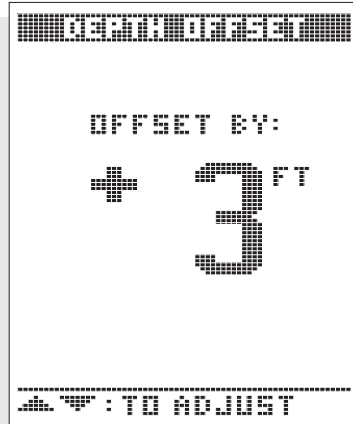 DEPTH OFFSET
OFFSET BY:
+ 3 FT
▲ ▼ : TO ADJUST